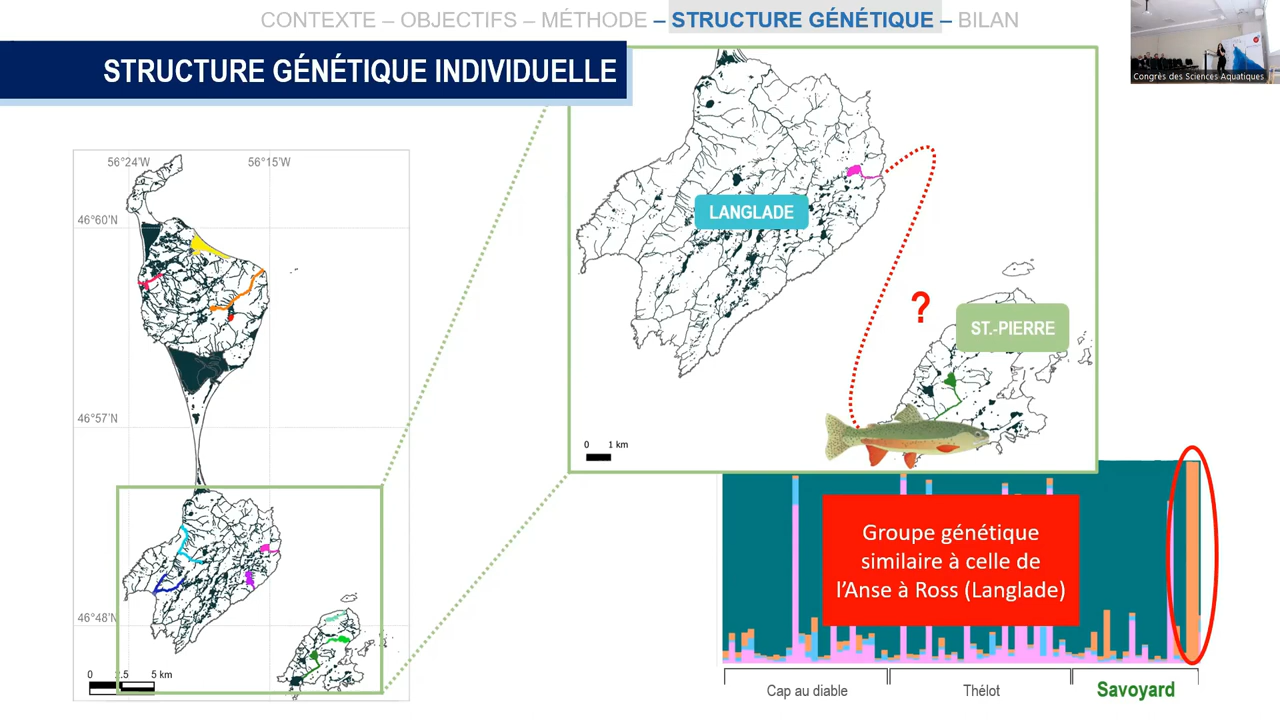 CONTEXTE – OBJECTIFS – MÉTHODE – STRUCTURE GÉNÉTIQUE – BILAN
STRUCTURE GÉNÉTIQUE INDIVIDUELLE
Congrès des Sciences Aquatiques
56°24'W
56°15'W
46°60'N
46°57'N
46°48'N
0 2.5 5 km
LANGLADE
?
ST.-PIERRE
0 1 km
Groupe génétique
similaire à celle de
l'Anse à Ross (Langlade)
Cap au diable
Thélot
Savoyard